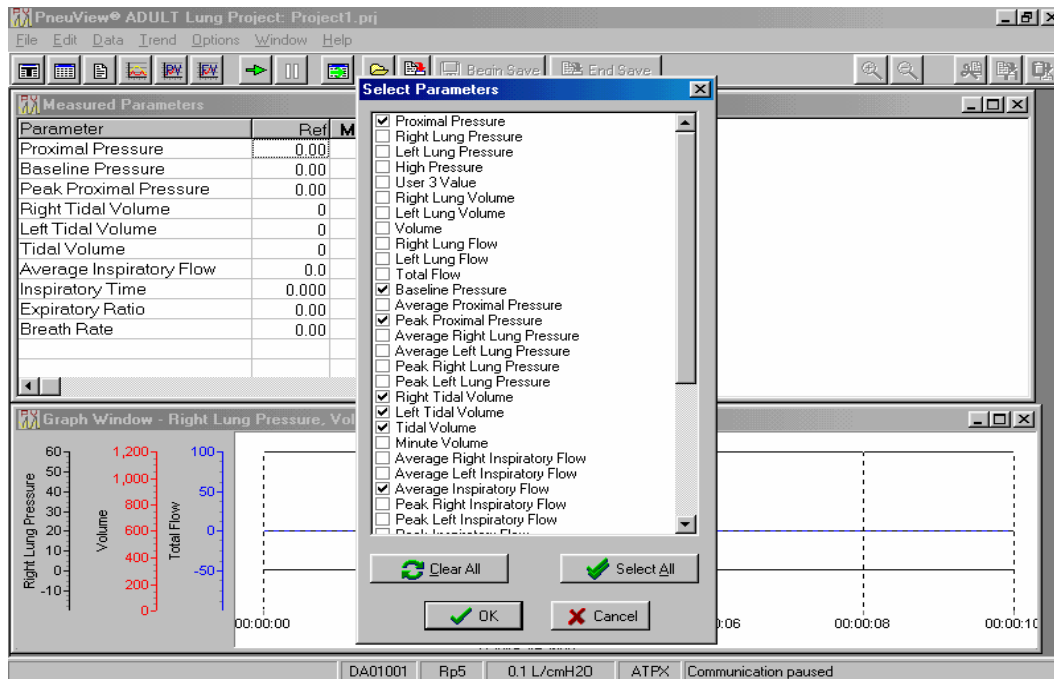 PneuView® ADULT Lung Project: Project1.prj
File Edit Data Trend Options Window Help
Begin Save End Save
Measured Parameters
Parameter Ref M
Proximal Pressure 0.00
Baseline Pressure 0.00
Peak Proximal Pressure 0.00
Right Tidal Volume 0
Left Tidal Volume 0
Tidal Volume 0
Average Inspiratory Flow 0.0
Inspiratory Time 0.000
Expiratory Ratio 0.00
Breath Rate 0.00
Select Parameters
Proximal Pressure
Right Lung Pressure
Left Lung Pressure
High Pressure
User 3 Value
Right Lung Volume
Left Lung Volume
Volume
Right Lung Flow
Left Lung Flow
Total Flow
Baseline Pressure
Average Proximal Pressure
Peak Proximal Pressure
Average Right Lung Pressure
Average Left Lung Pressure
Peak Right Lung Pressure
Peak Left Lung Pressure
Right Tidal Volume
Left Tidal Volume
Tidal Volume
Minute Volume
Average Right Inspiratory Flow
Average Left Inspiratory Flow
Average Inspiratory Flow
Peak Right Inspiratory Flow
Peak Left Inspiratory Flow
Clear All
Select All
OK
Cancel
Graph Window - Right Lung Pressure, Vol
Right Lung Pressure
60
50
40
30
20
10
0
-10
Volume
1,200
1,000
800
600
400
200
0
Total Flow
100
50
0
-50
00:00:00 0:06 00:00:08 00:00:10
DA01001 Rp5 0.1 L/cmH2O ATPX Communication paused